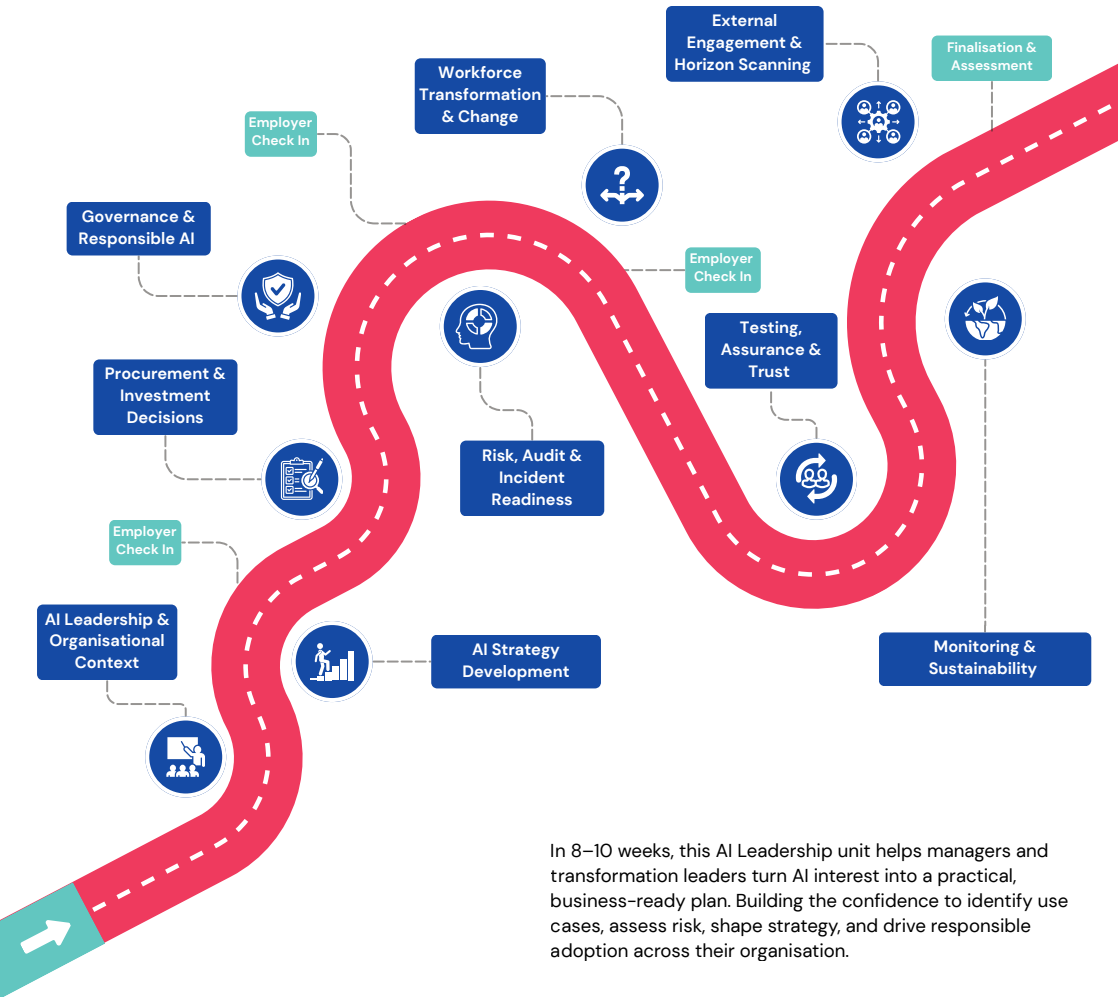 External
Engagement &
Horizon Scanning
Finalisation &
Assessment
Workforce
Transformation
& Change
Employer
Check In
Governance &
Responsible AI
Employer
Check In
Testing,
Assurance &
Trust
Procurement &
Investment
Decisions
Risk, Audit &
Incident
Readiness
Employer
Check In
AI Leadership &
Organisational
Context
AI Strategy
Development
Monitoring &
Sustainability
?
In 8–10 weeks, this AI Leadership unit helps managers and
transformation leaders turn AI interest into a practical,
business-ready plan. Building the confidence to identify use
cases, assess risk, shape strategy, and drive responsible
adoption across their organisation.